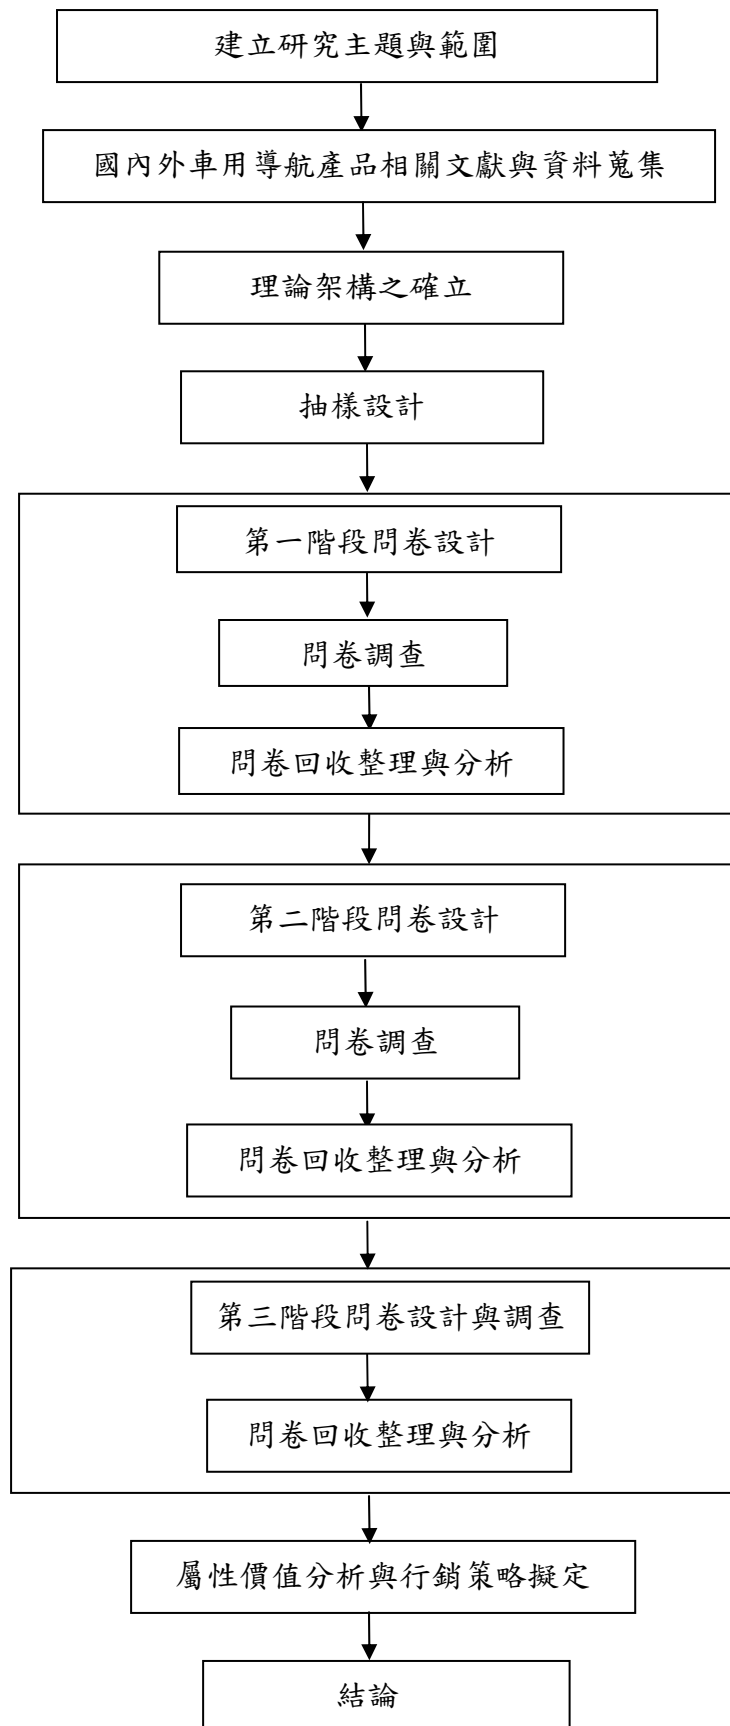 建立研究主題與範圍
國內外車用導航產品相關文獻與資料蒐集
理論架構之確立
抽樣設計
第一階段問卷設計
問卷調查
問卷回收整理與分析
第二階段問卷設計
問卷調查
問卷回收整理與分析
第三階段問卷設計與調查
問卷回收整理與分析
屬性價值分析與行銷策略擬定
結論